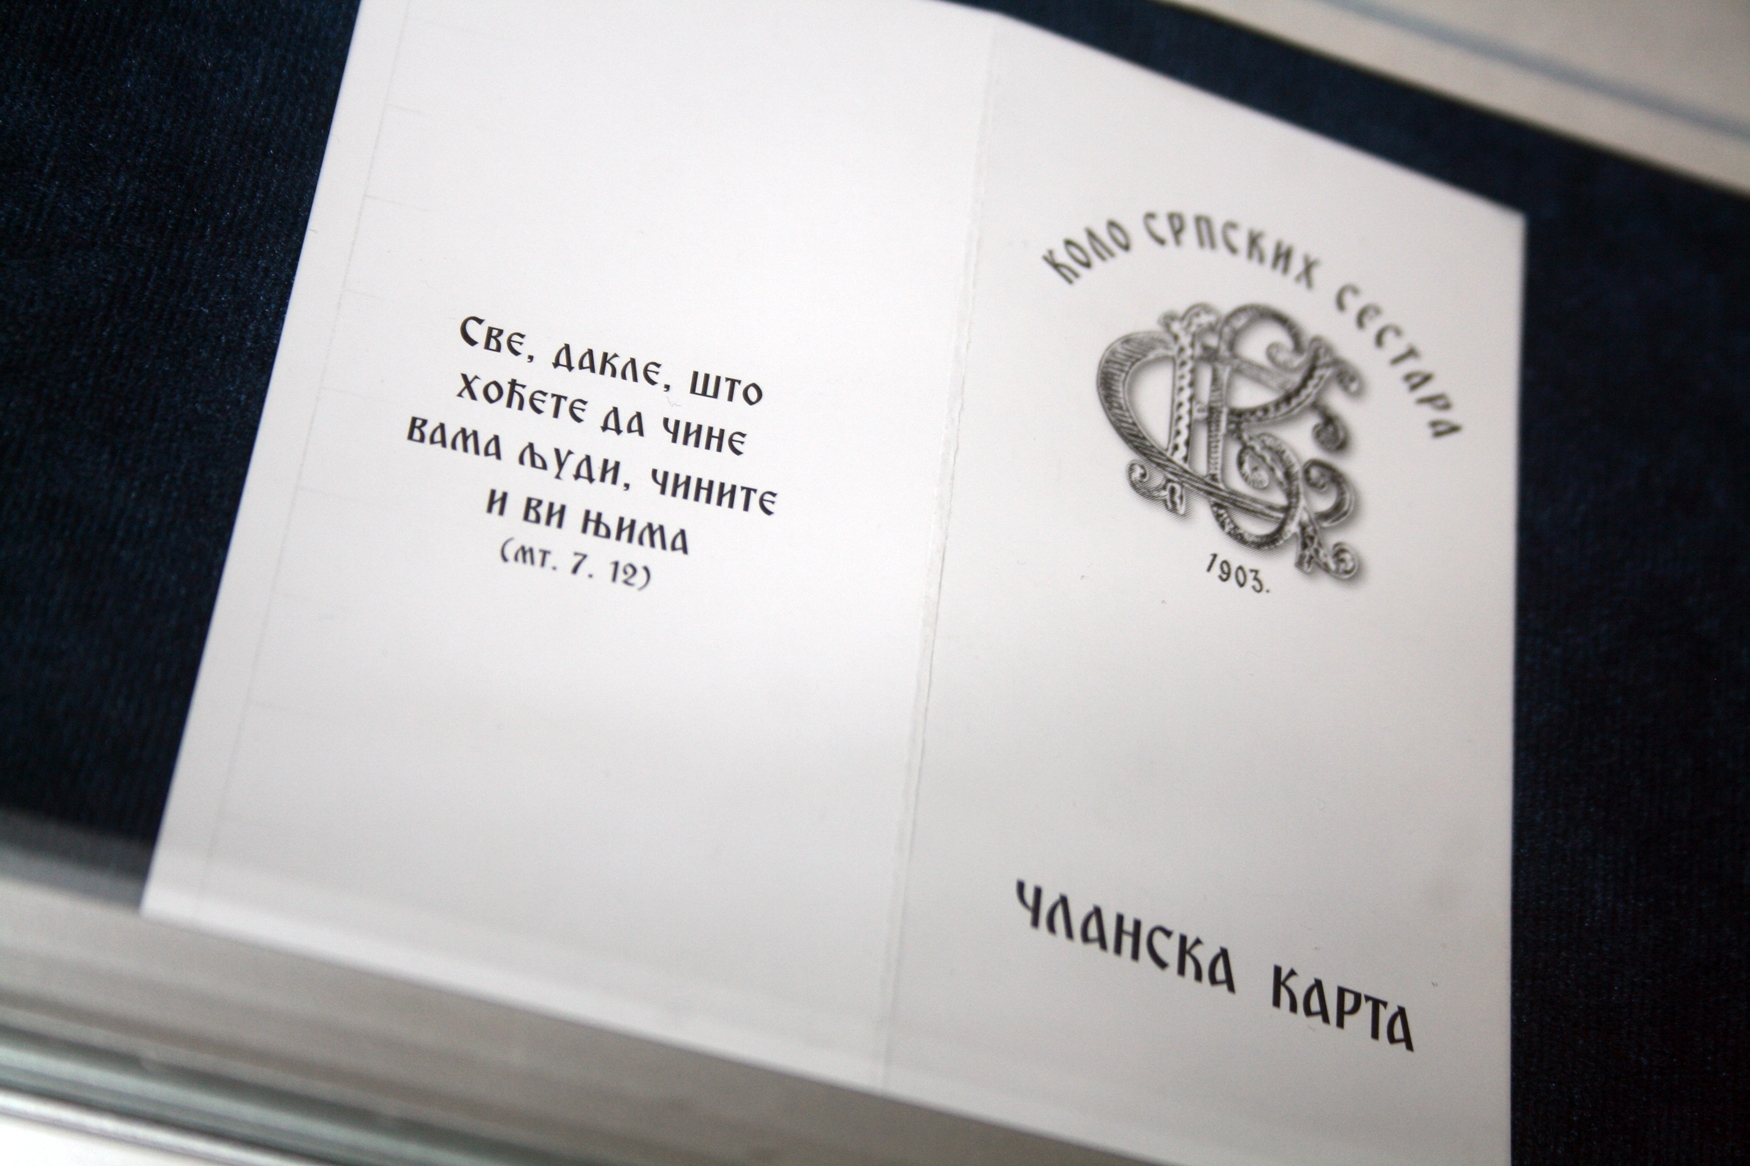 Све, дакле, што
хоћете да чине
вама људи, чините
и ви њима
(мт. 7. 12)
КОЛО СРПСКИХ СЕСТАРА
1903.
ЧЛАНСКА КАРТА